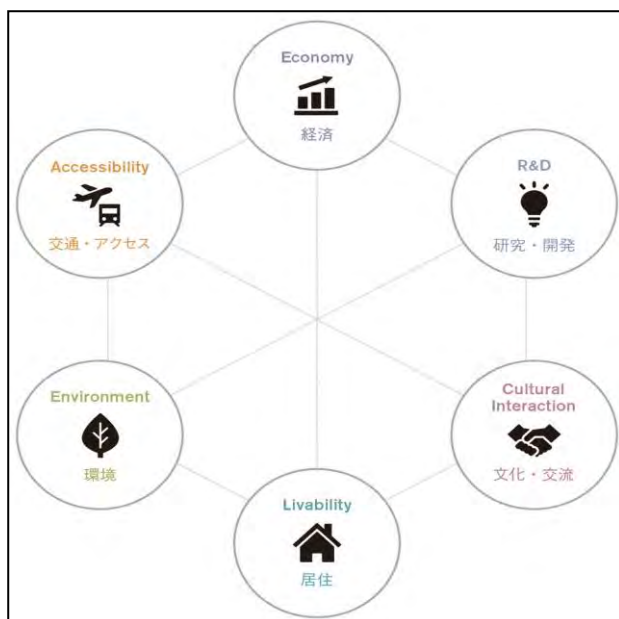 Economy
経済
Accessibility
交通・アクセス
R&D
研究・開発
Environment
環境
Cultural
Interaction
文化・交流
Livability
居住